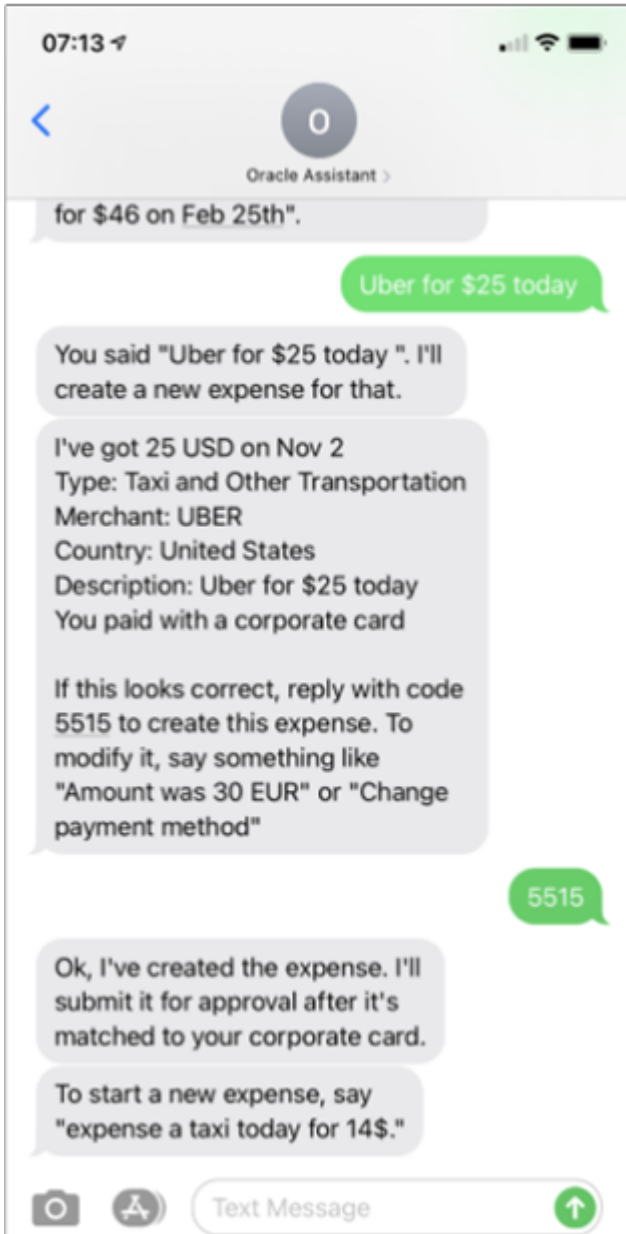 07:13
O
Oracle Assistant >
for $46 on Feb 25th".
Uber for $25 today
You said "Uber for $25 today ". I'll
create a new expense for that.
I've got 25 USD on Nov 2
Type: Taxi and Other Transportation
Merchant: UBER
Country: United States
Description: Uber for $25 today
You paid with a corporate card
If this looks correct, reply with code
5515 to create this expense. To
modify it, say something like
"Amount was 30 EUR" or "Change
payment method"
5515
Ok, I've created the expense. I'll
submit it for approval after it's
matched to your corporate card.
To start a new expense, say
"expense a taxi today for 14$."
Text Message